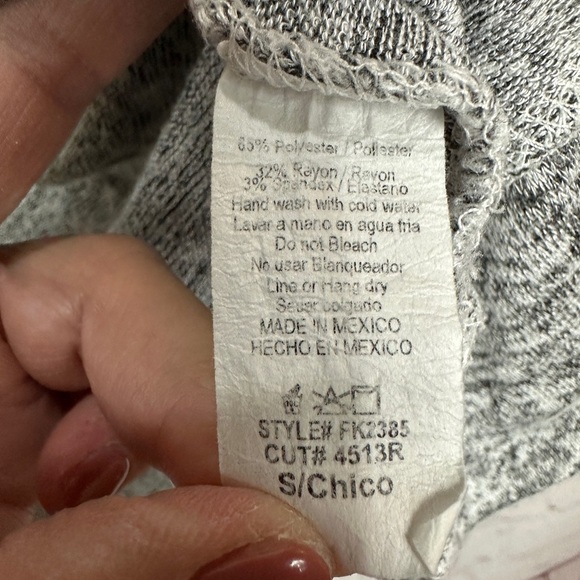 65% Polyester / Poliester
32% Rayon / Rayon
3% Spandex / Elastano
Hand wash with cold water
Lavar a mano en agua fria
Do not Bleach
No usar Blanqueador
Line or Hang dry
Secar colgado
MADE IN MEXICO
HECHO EN MEXICO
STYLE# FK2385
CUT# 4513R
S/Chico